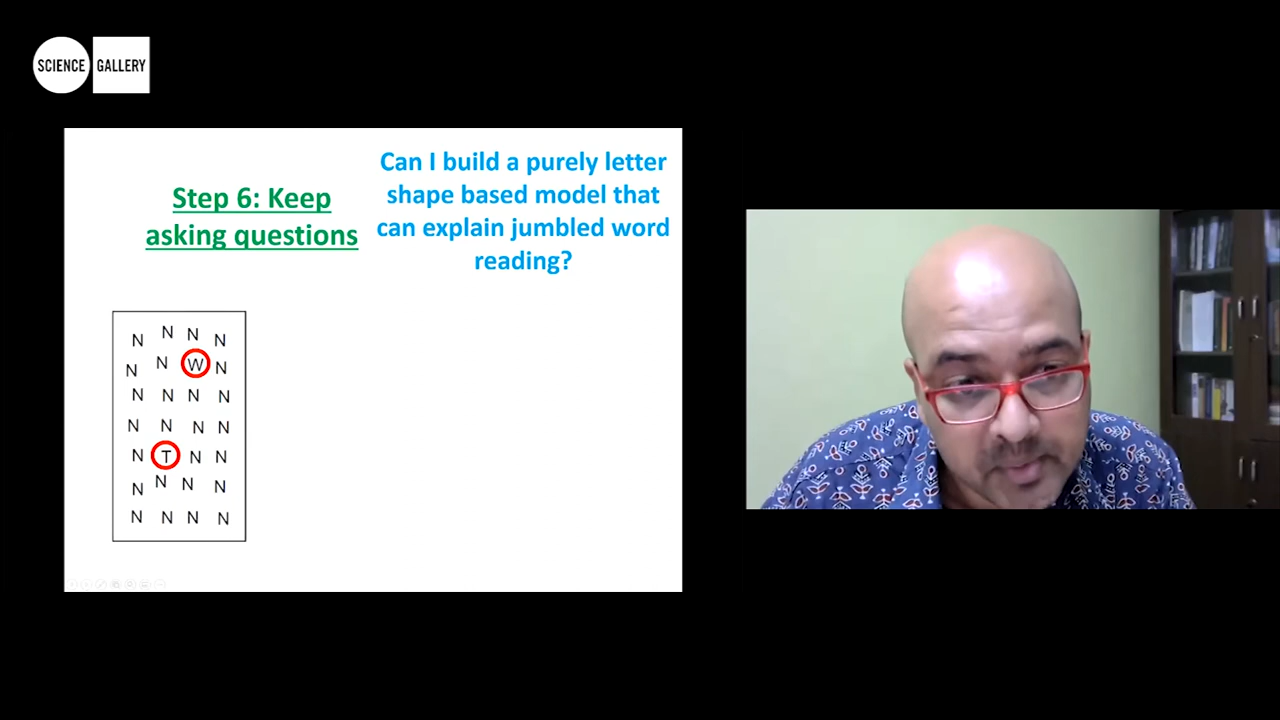 SCIENCE GALLERY
Step 6: Keep
asking questions
Can I build a purely letter
shape based model that
can explain jumbled word
reading?
N N N N
N N W N
N N N N
N N N N
N T N N
N N N N
N N N N